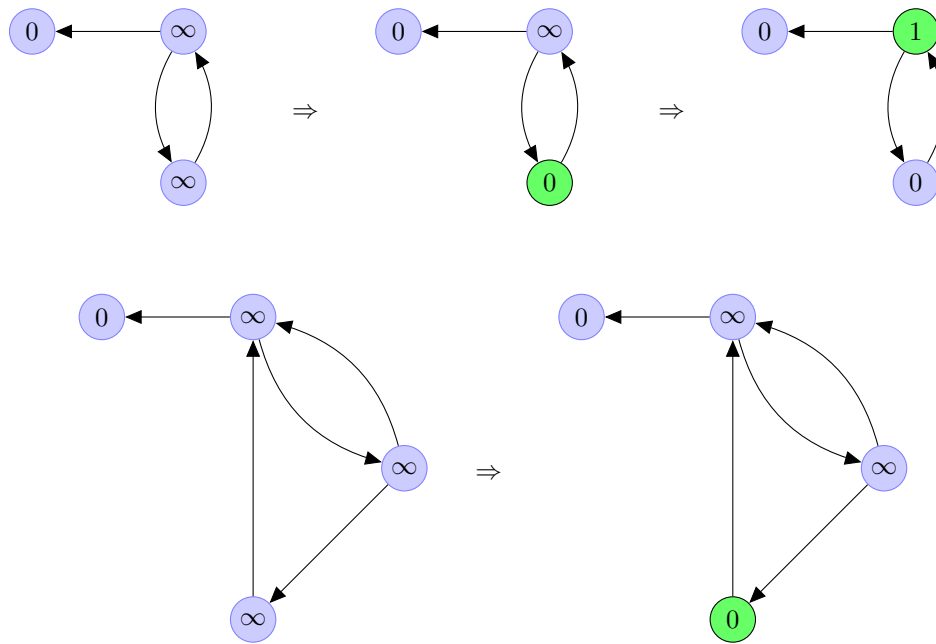 0 ∞ 0 ∞ 0 1
⇒ ⇒
∞ 0 0
0 ∞ 0 ∞
∞ ⇒ ∞
∞ 0